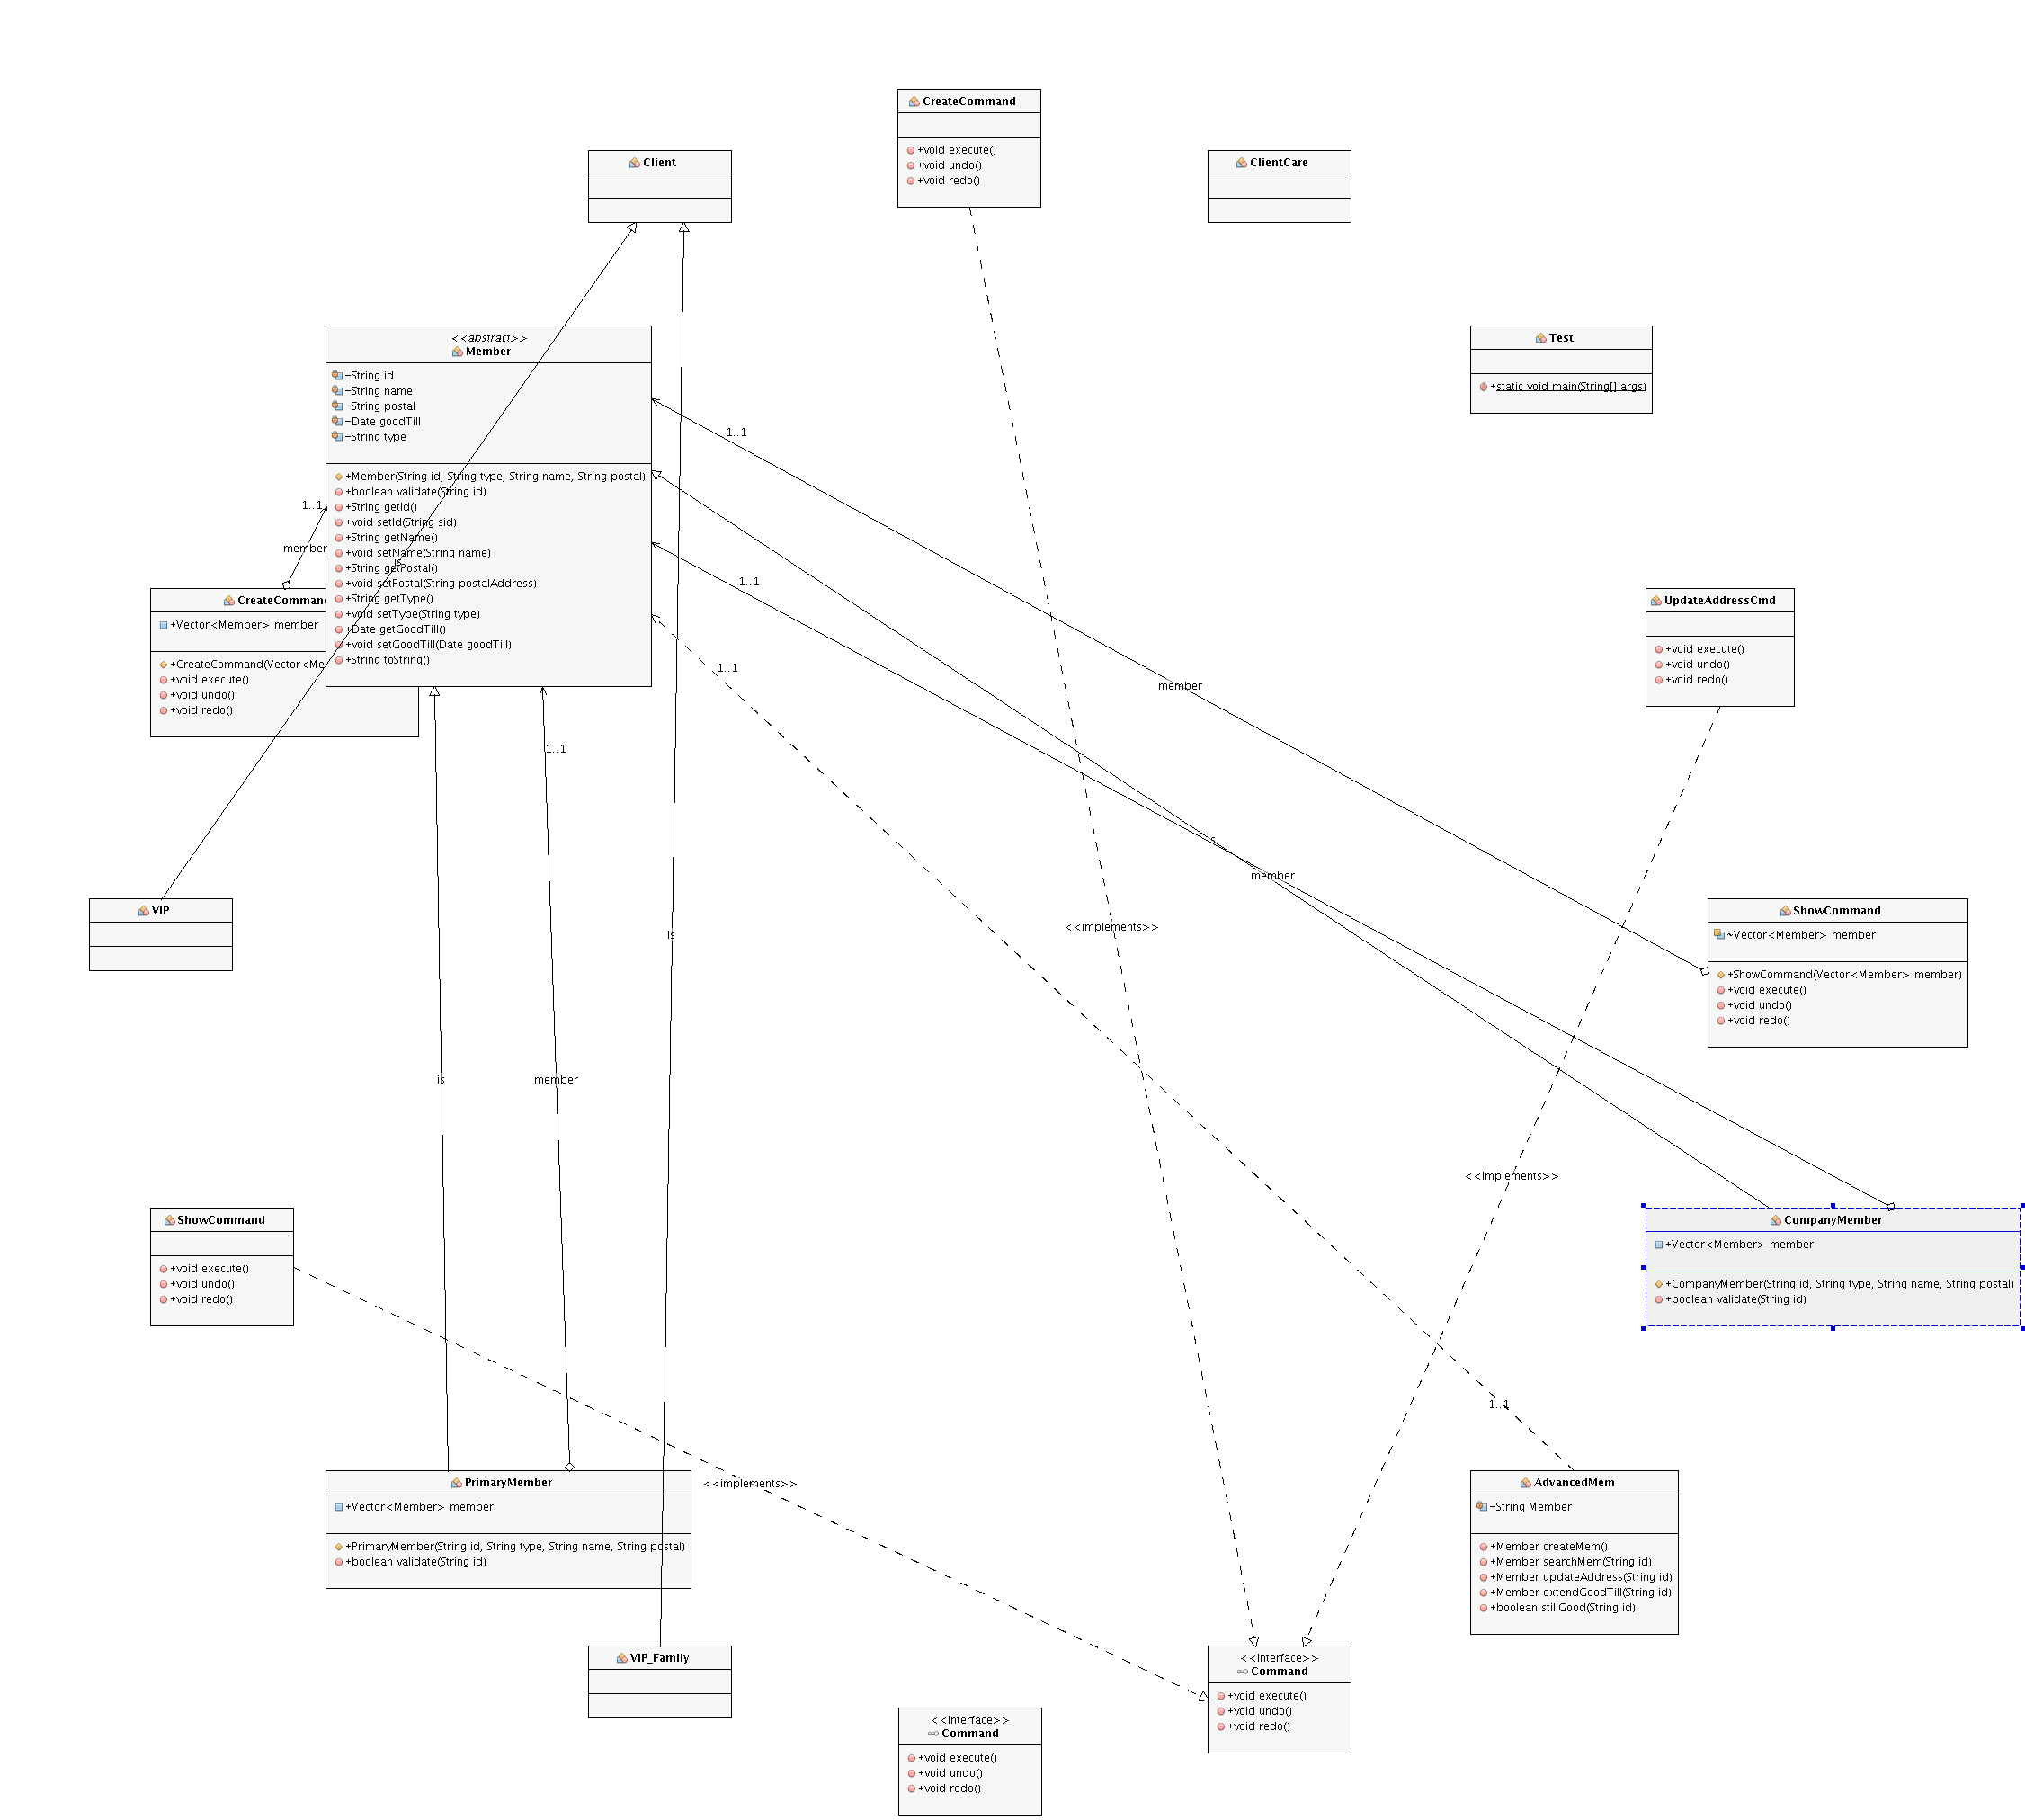 CreateCommand
+void execute()
+void undo()
+void redo()
Client
ClientCare
<<abstract>>
Member
-String id
-String name
-String postal
-Date goodTill
-String type
+Member(String id, String type, String name, String postal)
+boolean validate(String id)
+String getId()
+void setId(String sid)
+String getName()
+void setName(String name)
+String getPostal()
+void setPostal(String postalAddress)
+String getType()
+void setType(String type)
+Date getGoodTill()
+void setGoodTill(Date goodTill)
+String toString()
Test
+static void main(String[] args)
1..1
1..1
member
is
1..1
1..1
CreateCommand
+Vector<Member> member
+CreateCommand(Vector<Me
+void execute()
+void undo()
+void redo()
UpdateAddressCmd
+void execute()
+void undo()
+void redo()
member
1..1
is
member
VIP
is
<<implements>>
ShowCommand
~Vector<Member> member
+ShowCommand(Vector<Member> member)
+void execute()
+void undo()
+void redo()
is
member
<<implements>>
ShowCommand
+void execute()
+void undo()
+void redo()
CompanyMember
+Vector<Member> member
+CompanyMember(String id, String type, String name, String postal)
+boolean validate(String id)
1..1
<<implements>>
PrimaryMember
+Vector<Member> member
+PrimaryMember(String id, String type, String name, String postal)
+boolean validate(String id)
AdvancedMem
-String Member
+Member createMem()
+Member searchMem(String id)
+Member updateAddress(String id)
+Member extendGoodTill(String id)
+boolean stillGood(String id)
VIP_Family
<<interface>>
Command
+void execute()
+void undo()
+void redo()
<<interface>>
Command
+void execute()
+void undo()
+void redo()